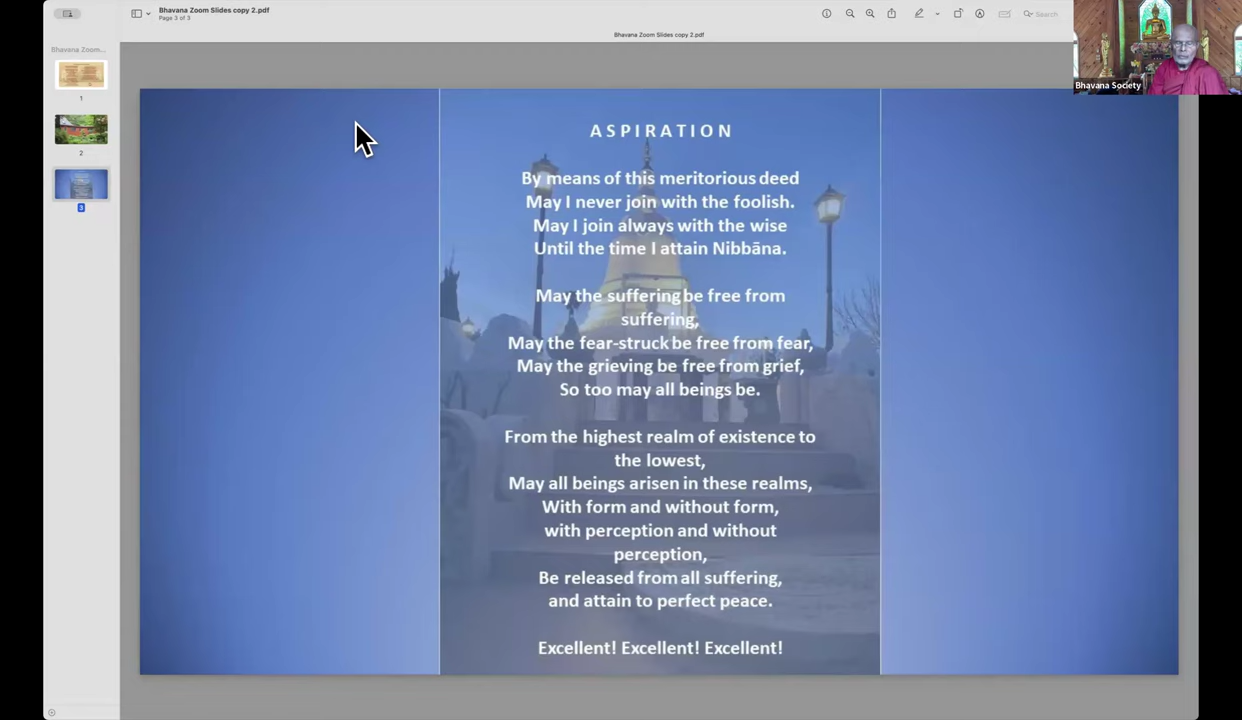 Bhavana Zoom Slides copy 2.pdf
Page 3 of 3
Search
Bhavana Zoom Slides copy 2.pdf
Bhavana Zoom...
1
2
3
Bhavana Society
ASPIRATION
By means of this meritorious deed
May I never join with the foolish.
May I join always with the wise
Until the time I attain Nibbāna.
May the suffering be free from
suffering,
May the fear-struck be free from fear,
May the grieving be free from grief,
So too may all beings be.
From the highest realm of existence to
the lowest,
May all beings arisen in these realms,
With form and without form,
with perception and without
perception,
Be released from all suffering,
and attain to perfect peace.
Excellent! Excellent! Excellent!